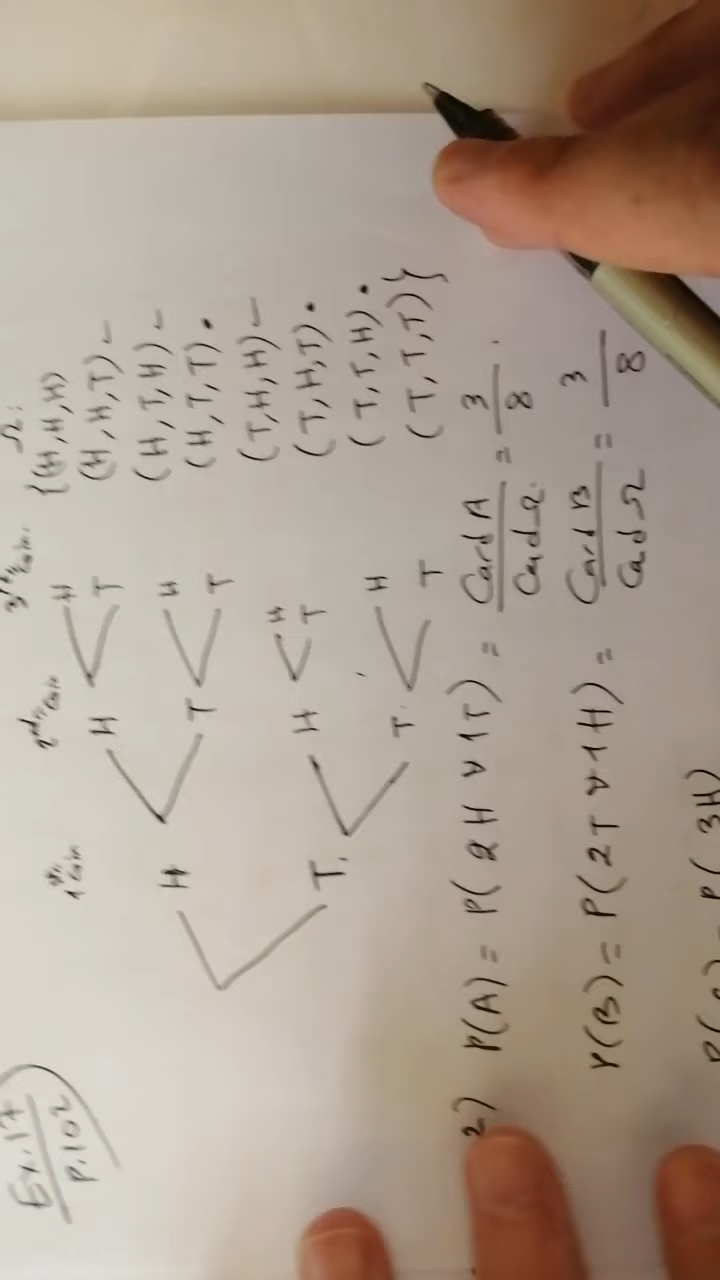 Ex.17
p.102
1st coin 2nd coin 3rd coin. Ω:
H {(H,H,H)
H T (H,H,T) –
H H (H,T,H) –
T T (H,T,T) •
H (T,H,H) –
H T (T,H,T) •
T. H (T,T,H) •
T. T (T,T,T)}
2) P(A) = P(2H v 1T) = Card A / Card Ω = 3/8.
P(B) = P(2T v 1H) = Card B / Card Ω = 3/8
P(3H)